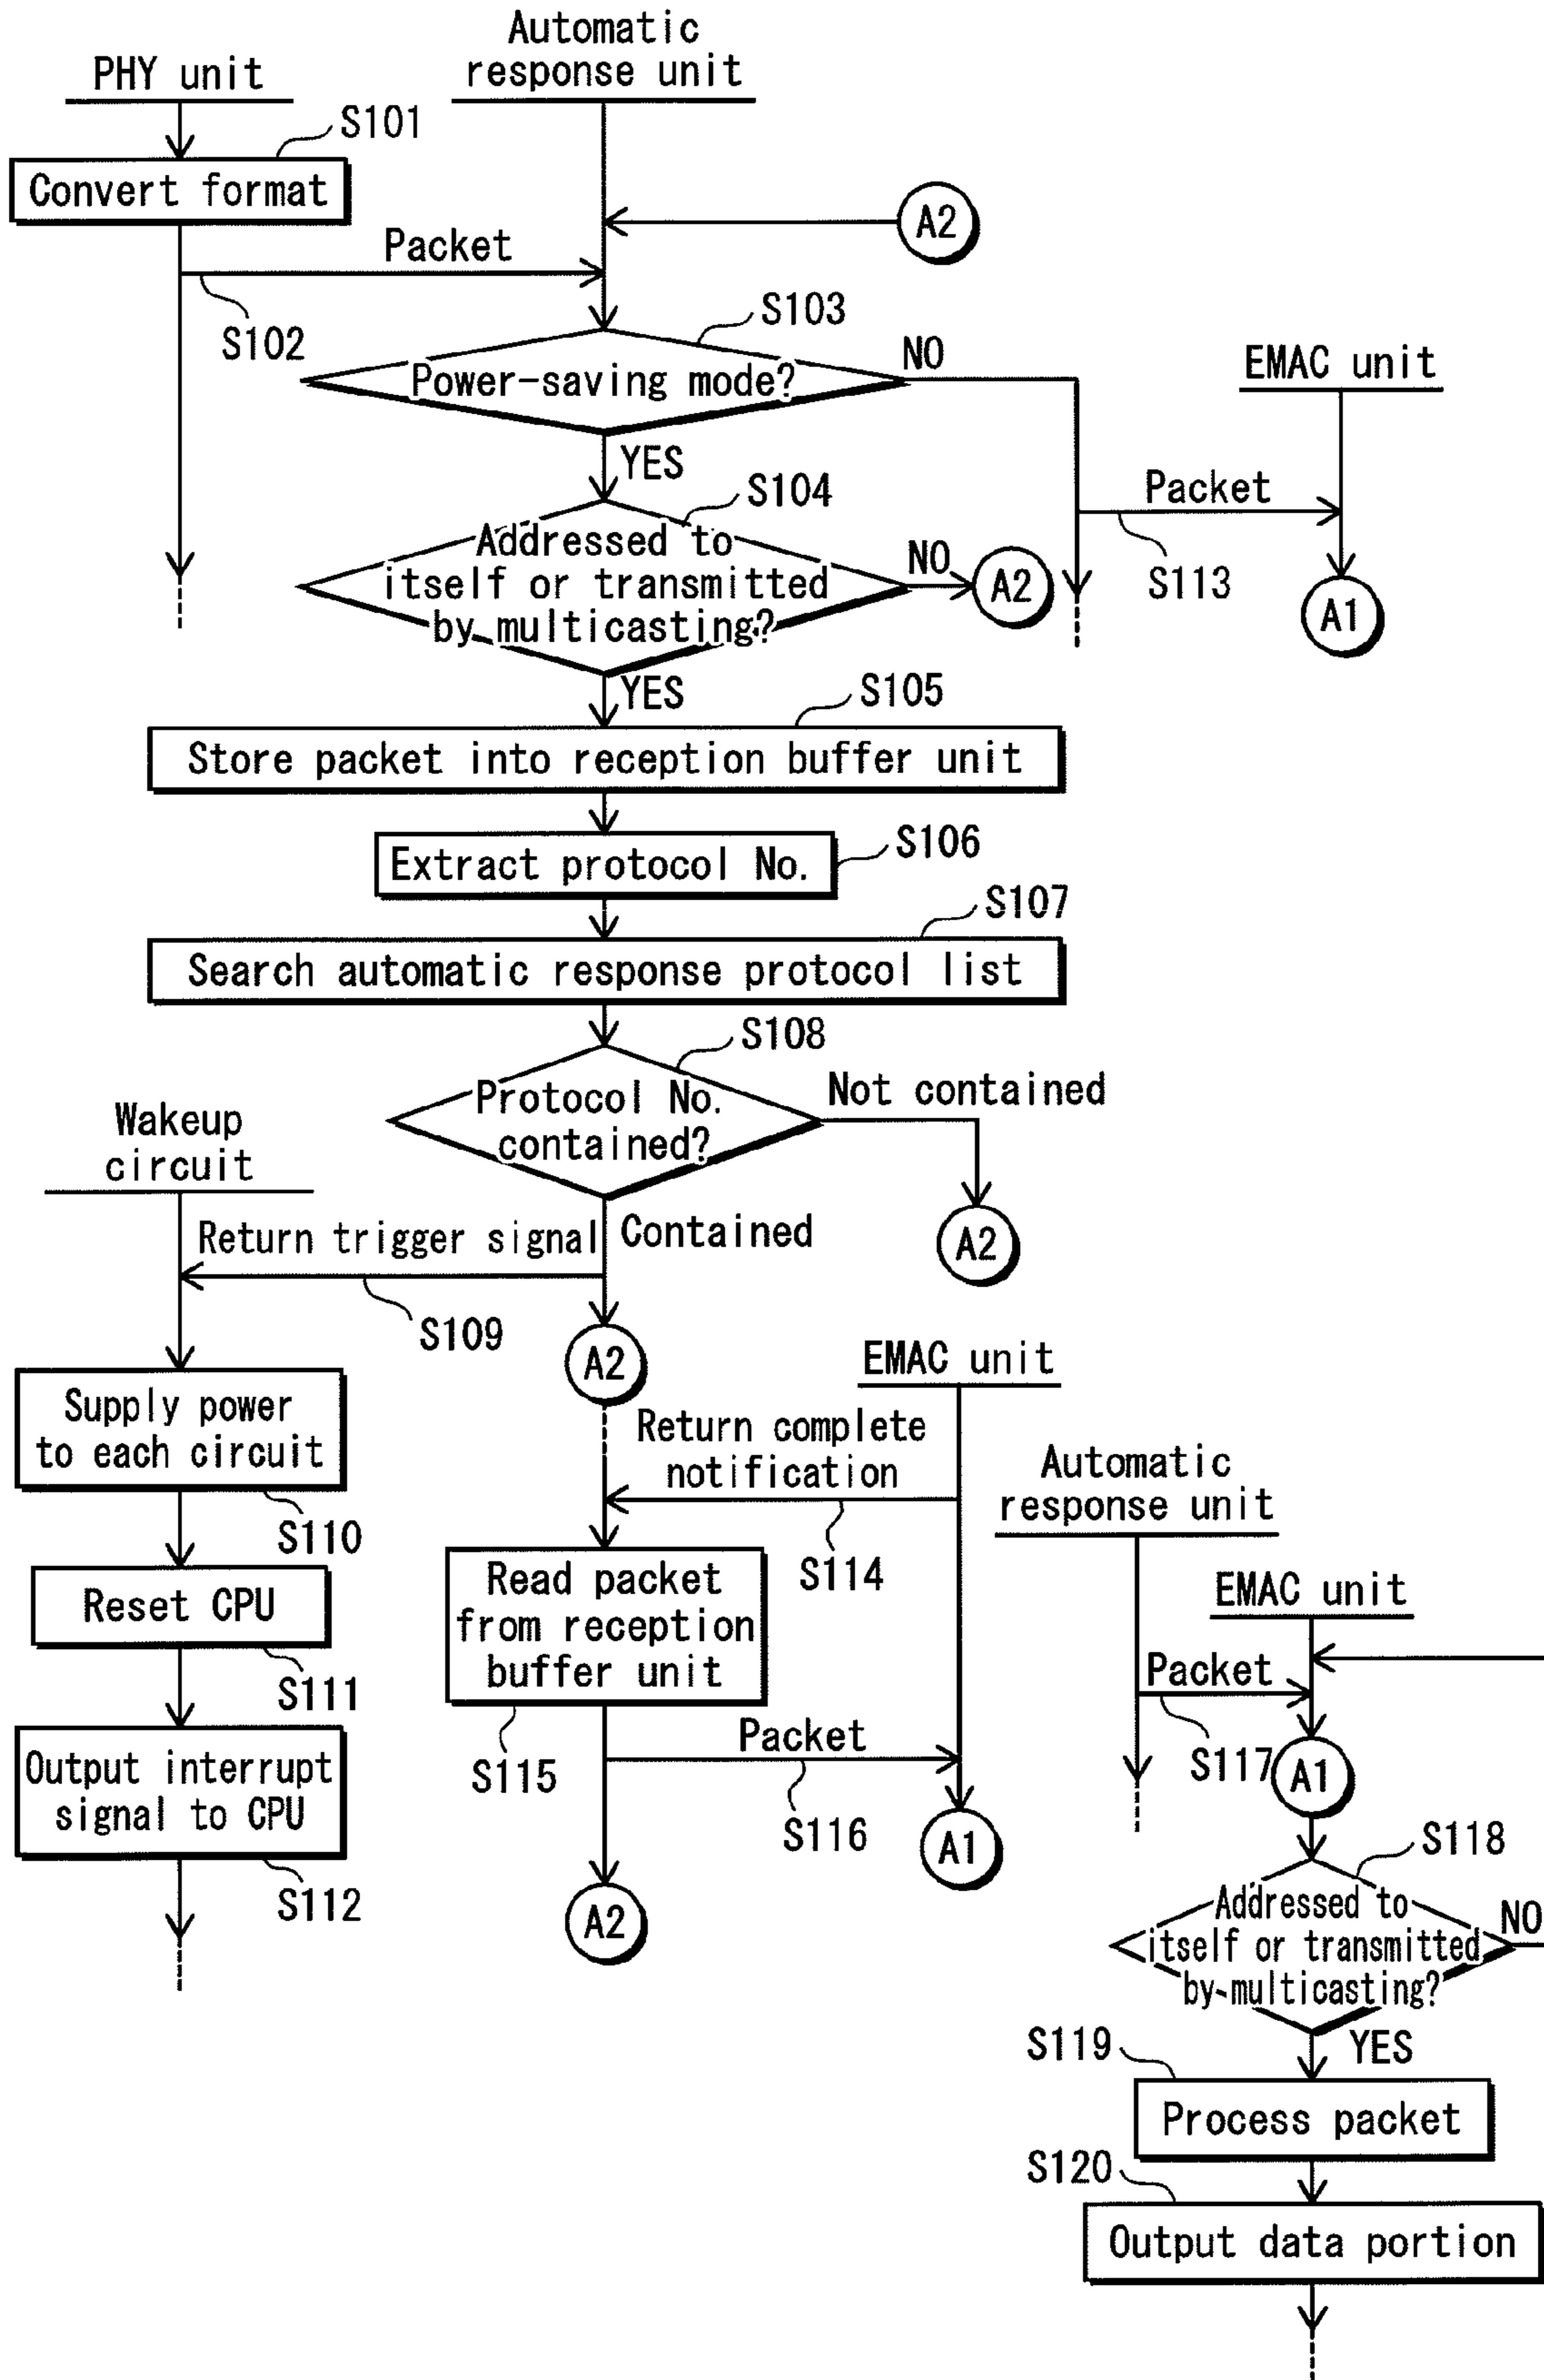 PHY unit
Automatic
response unit
S101
Convert format
A2
Packet
S102
S103
Power-saving mode?
NO
EMAC unit
YES
S104
Packet
Addressed to
itself or transmitted
by multicasting?
NO
A2
S113
A1
YES
S105
Store packet into reception buffer unit
S106
Extract protocol No.
S107
Search automatic response protocol list
S108
Protocol No.
contained?
Not contained
A2
Wakeup
circuit
Return trigger signal
Contained
S109
A2
EMAC unit
Supply power
to each circuit
S110
Return complete
notification
S114
Automatic
response unit
Reset CPU
S111
Read packet
from reception
buffer unit
S115
EMAC unit
Packet
S117
A1
Output interrupt
signal to CPU
S112
Packet
S116
A1
A2
S118
Addressed to
itself or transmitted
by multicasting?
NO
YES
S119
Process packet
S120
Output data portion